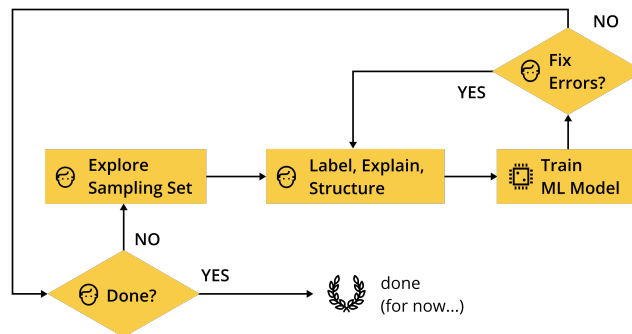 NO
Fix
Errors?
YES
Explore
Sampling Set
Label, Explain,
Structure
Train
ML Model
NO
Done?
YES
done
(for now...)